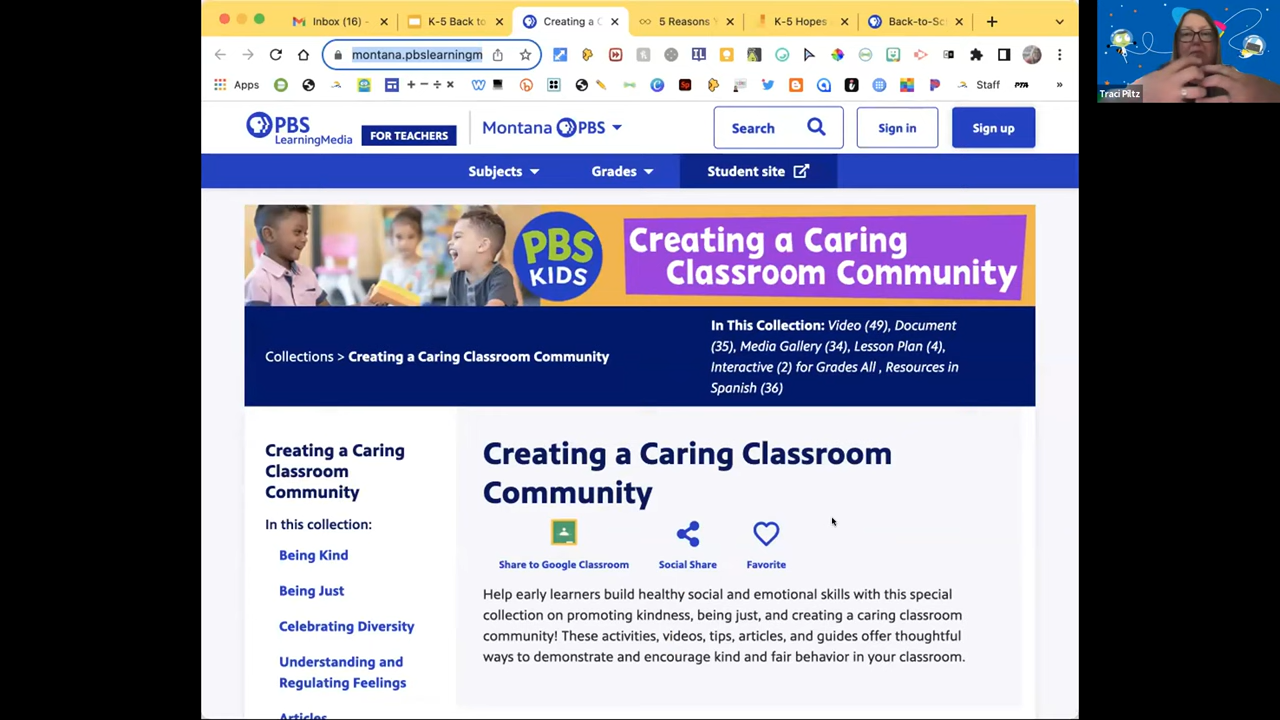 Inbox (16) -
K-5 Back to
Creating a C
5 Reasons
K-5 Hopes
Back-to-Sc
montana.pbslearningm
Apps
Staff
PTA
»
Traci Piltz
PBS
LearningMedia
FOR TEACHERS
Montana PBS
Search
Sign in
Sign up
Subjects
Grades
Student site
PBS
KIDS
Creating a Caring
Classroom Community
Collections > Creating a Caring Classroom Community
In This Collection: Video (49), Document
(35), Media Gallery (34), Lesson Plan (4),
Interactive (2) for Grades All , Resources in
Spanish (36)
Creating a Caring
Classroom
Community
In this collection:
Being Kind
Being Just
Celebrating Diversity
Understanding and
Regulating Feelings
Articles
Creating a Caring Classroom
Community
Share to Google Classroom
Social Share
Favorite
Help early learners build healthy social and emotional skills with this special
collection on promoting kindness, being just, and creating a caring classroom
community! These activities, videos, tips, articles, and guides offer thoughtful
ways to demonstrate and encourage kind and fair behavior in your classroom.